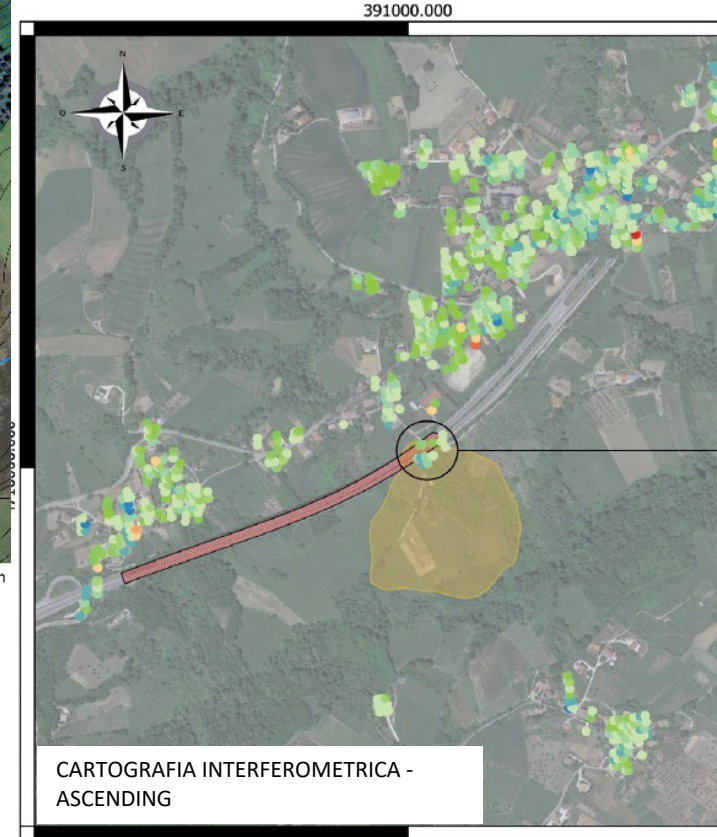 391000.000
N
O
E
S
CARTOGRAFIA INTERFEROMETRICA -
ASCENDING